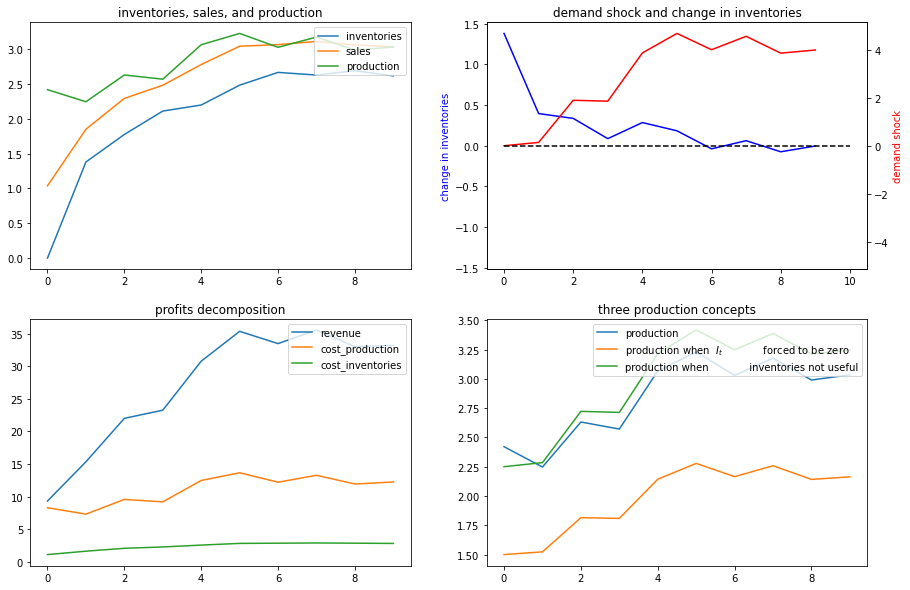 inventories, sales, and production
inventories
sales
production
3.0
2.5
2.0
1.5
1.0
0.5
0.0
0 2 4 6 8
demand shock and change in inventories
change in inventories
1.5
1.0
0.5
0.0
−0.5
−1.0
−1.5
4
2
0
−2
−4
demand shock
0 2 4 6 8 10
profits decomposition
revenue
cost_production
cost_inventories
35
30
25
20
15
10
5
0
0 2 4 6 8
three production concepts
production
production when Iₜ forced to be zero
production when inventories not useful
3.50
3.25
3.00
2.75
2.50
2.25
2.00
1.75
1.50
0 2 4 6 8